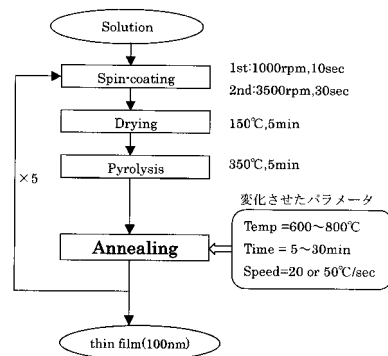 Solution
Spin-coating
1st:1000rpm,10sec
2nd:3500rpm,30sec
Drying
150℃,5min
Pyrolysis
350℃,5min
×5
変化させたパラメータ
Annealing
Temp =600～800℃
Time = 5～30min
Speed=20 or 50℃/sec
thin film(100nm)